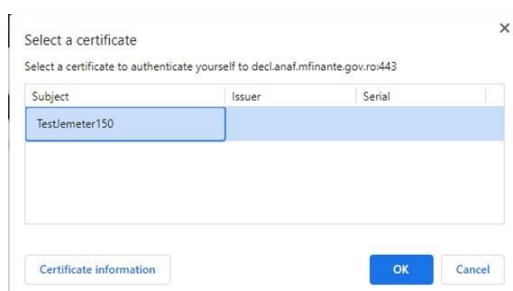 Select a certificate
Select a certificate to authenticate yourself to decl.anaf.mfinante.gov.ro:443
Subject Issuer Serial
TestJemeter150
Certificate information OK Cancel